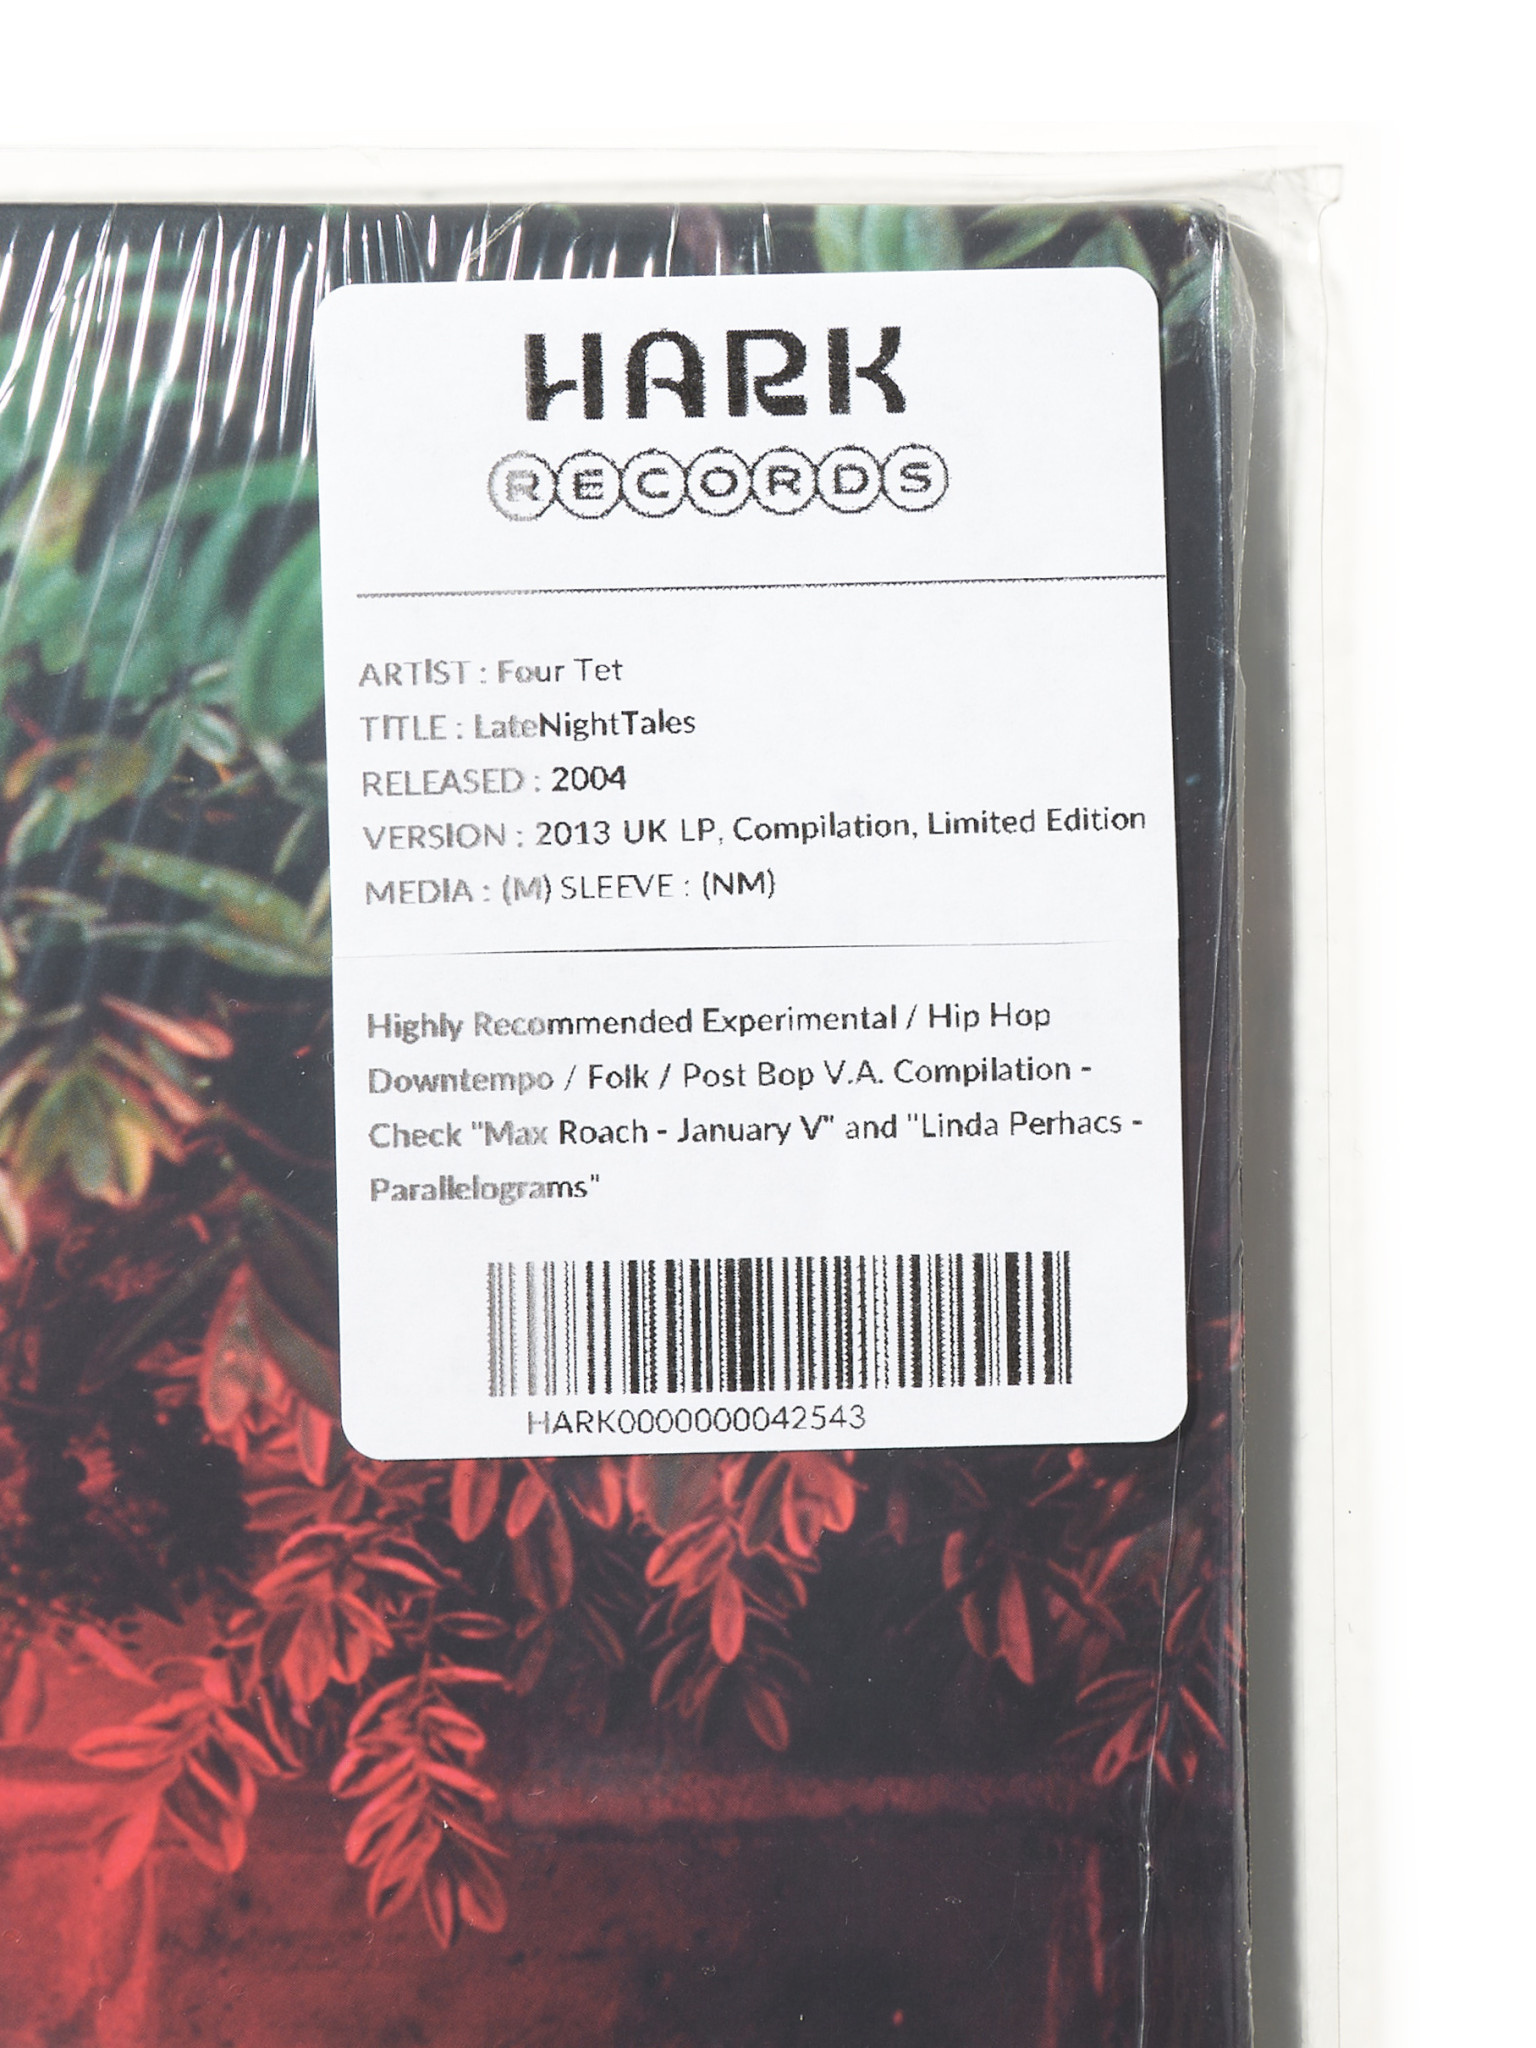 HARK
RECORDS
ARTIST : Four Tet
TITLE : LateNightTales
RELEASED : 2004
VERSION : 2013 UK LP, Compilation, Limited Edition
MEDIA : (M) SLEEVE : (NM)
Highly Recommended Experimental / Hip Hop
Downtempo / Folk / Post Bop V.A. Compilation -
Check "Max Roach - January V" and "Linda Perhacs -
Parallelograms"
HARK0000000042543